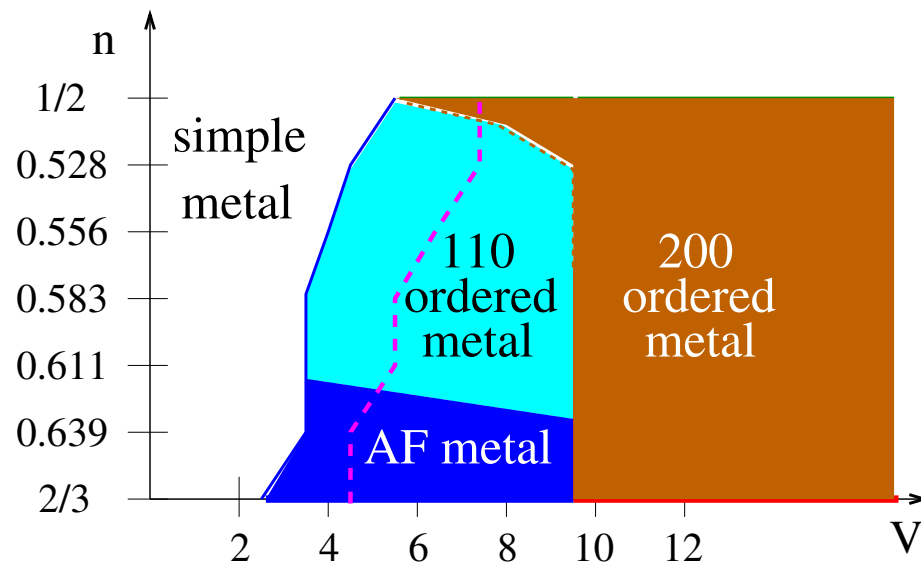 n
1/2
simple
0.528
metal
0.556
110
200
0.583
ordered
ordered
metal
metal
0.611
0.639
AF metal
2/3
V
2
4
6
8
10
12